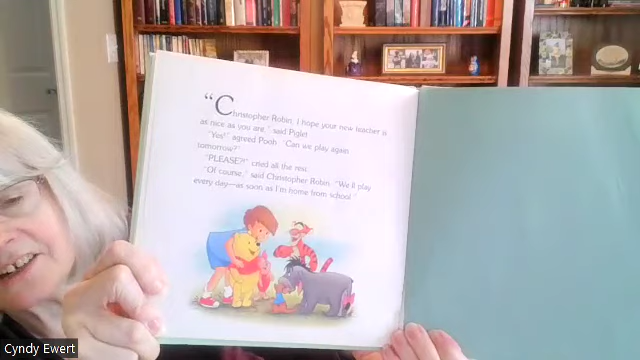 "Christopher Robin, I hope your new teacher is
as nice as you are," said Piglet.
"Yes!" agreed Pooh. "Can we play again
tomorrow?"
"PLEASE?" cried all the rest.
"Of course," said Christopher Robin. "We'll play
every day—as soon as I'm home from school."
Cyndy Ewert